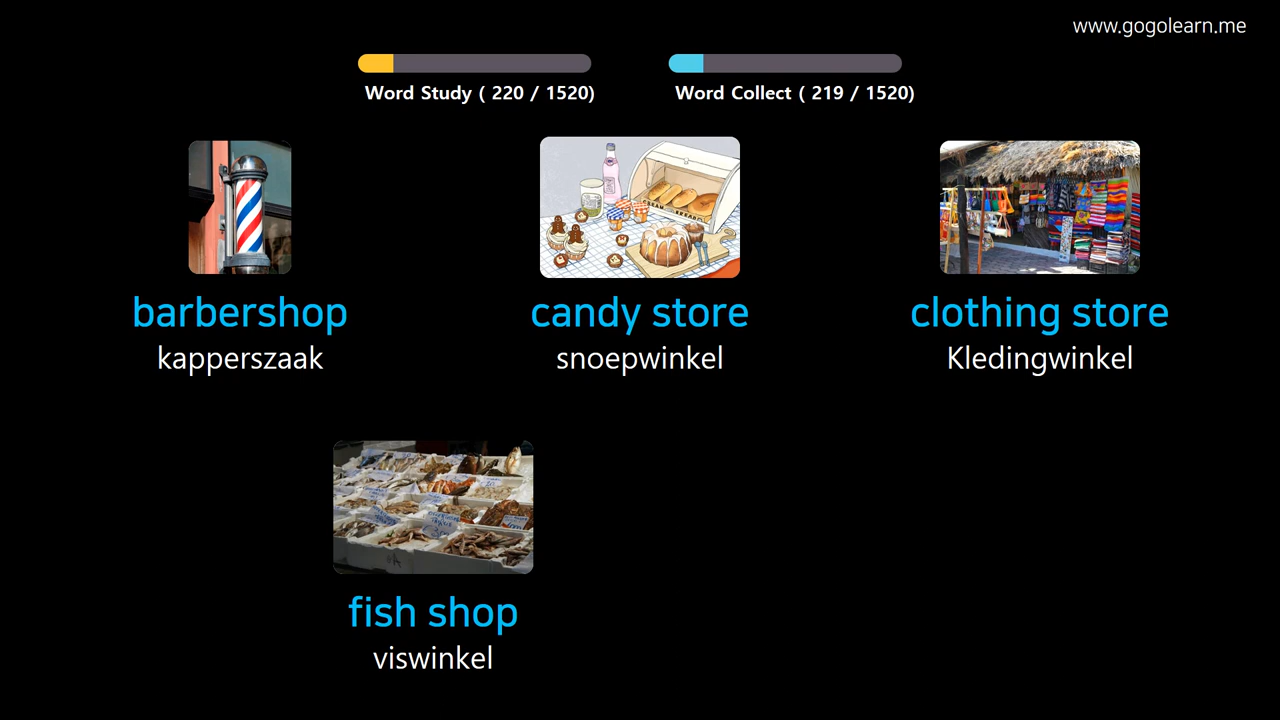 www.gogolearn.me
Word Study ( 220 / 1520)
Word Collect ( 219 / 1520)
barbershop
kapperszaak
candy store
snoepwinkel
clothing store
Kledingwinkel
fish shop
viswinkel